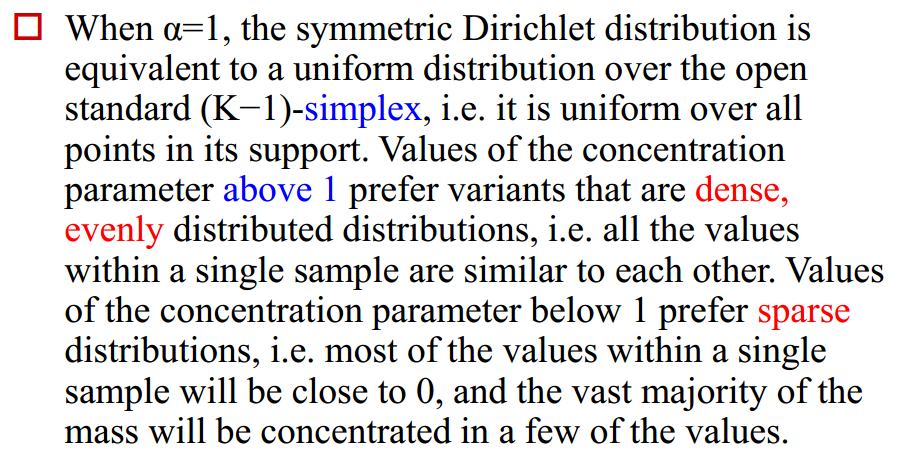 When α=1, the symmetric Dirichlet distribution is
equivalent to a uniform distribution over the open
standard (K−1)-simplex, i.e. it is uniform over all
points in its support. Values of the concentration
parameter above 1 prefer variants that are dense,
evenly distributed distributions, i.e. all the values
within a single sample are similar to each other. Values
of the concentration parameter below 1 prefer sparse
distributions, i.e. most of the values within a single
sample will be close to 0, and the vast majority of the
mass will be concentrated in a few of the values.